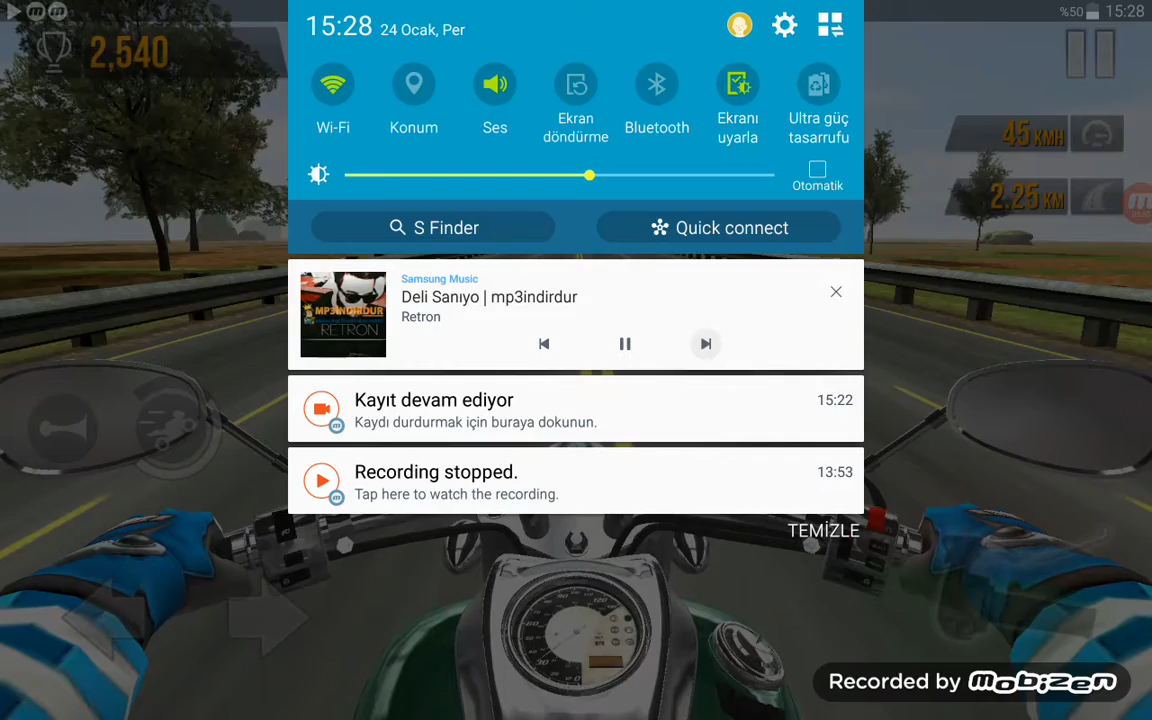 %50 15:28
15:28 24 Ocak, Per
2,540
Wi-Fi
Konum
Ses
Ekran
döndürme
Bluetooth
Ekranı
uyarla
Ultra güç
tasarrufu
45 KMH
Otomatik
2.25 KM
S Finder
Quick connect
Samsung Music
Deli Sanıyo | mp3indirdur
Retron
MP3INDIRDUR
RETRON
Kayıt devam ediyor
15:22
Kaydı durdurmak için buraya dokunun.
Recording stopped.
13:53
Tap here to watch the recording.
TEMİZLE
Recorded by mobizen